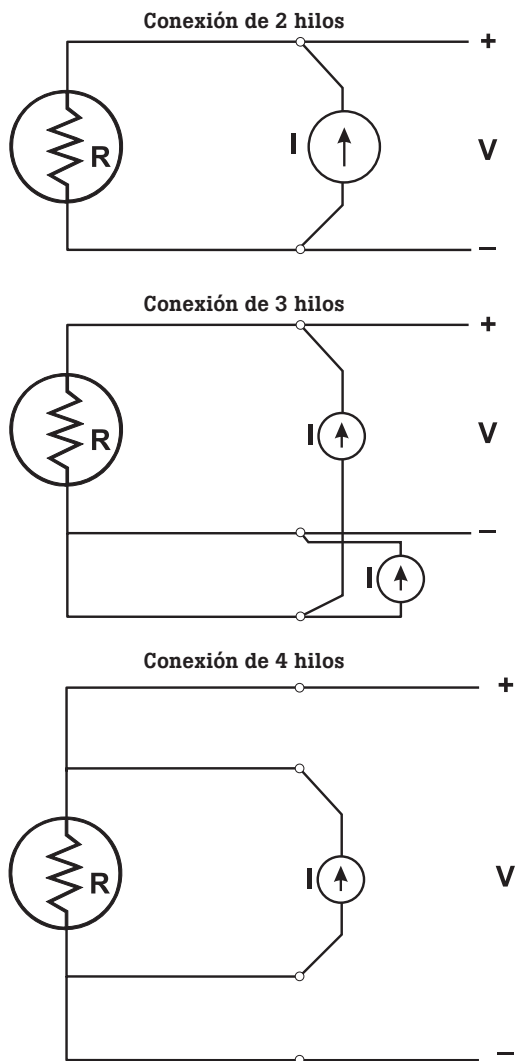 Conexión de 2 hilos
+
R
I
V
–
Conexión de 3 hilos
+
R
I
V
–
I
Conexión de 4 hilos
+
R
I
V
–